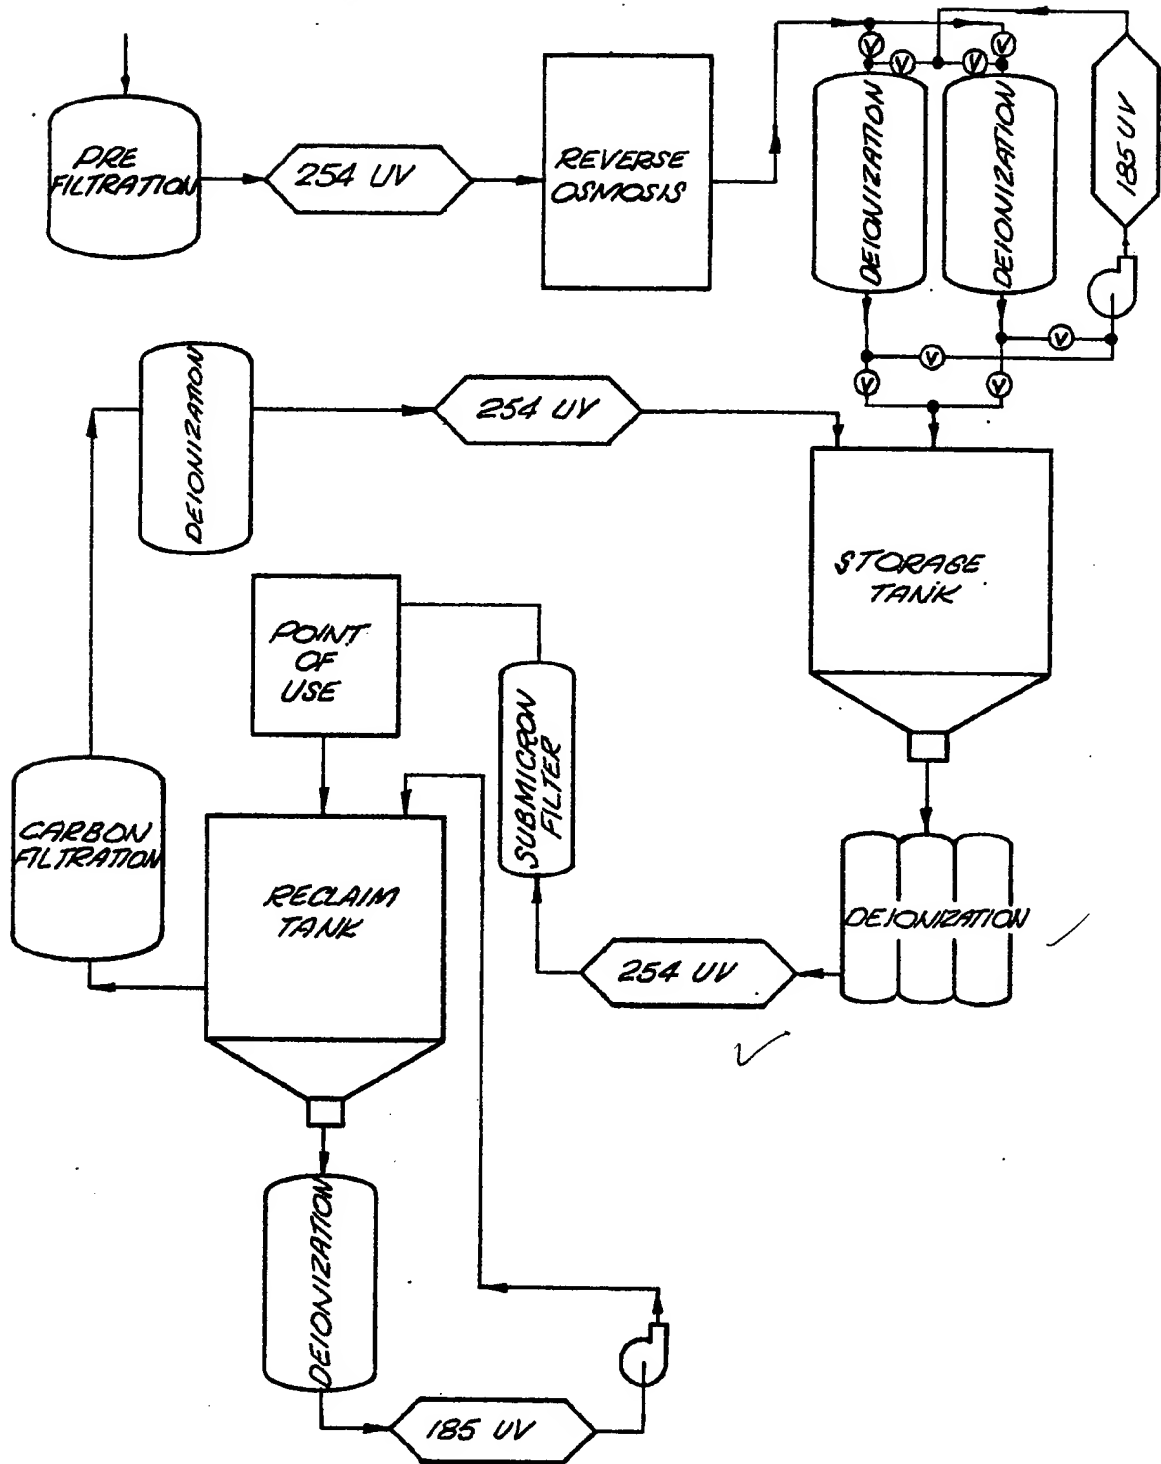 PRE
FILTRATION
254 UV
REVERSE
OSMOSIS
V
V
V
V
DEIONIZATION
DEIONIZATION
185 UV
V
V
V
V
DEIONIZATION
254 UV
STORAGE
TANK
POINT
OF
USE
SUBMICRON
FILTER
CARBON
FILTRATION
RECLAIM
TANK
DEIONIZATION
254 UV
DEIONIZATION
185 UV